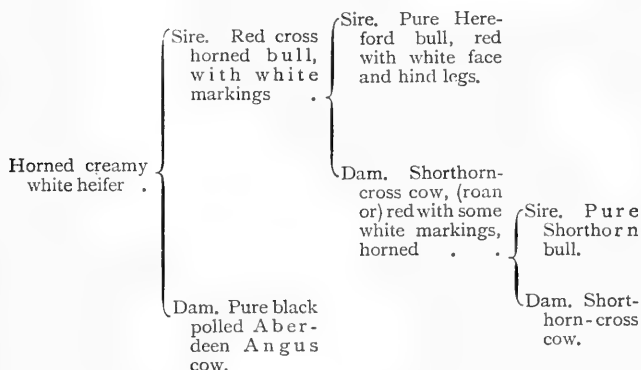 Horned creamy
white heifer .
Sire. Red cross
horned bull,
with white
markings .
Sire. Pure Here-
ford bull, red
with white face
and hind legs.
Dam. Shorthorn-
cross cow, (roan
or) red with some
white markings,
horned . .
Sire. Pure
Shorthorn
bull.
Dam. Short-
horn-cross
cow.
Dam. Pure black
polled Aber-
deen Angus
cow.